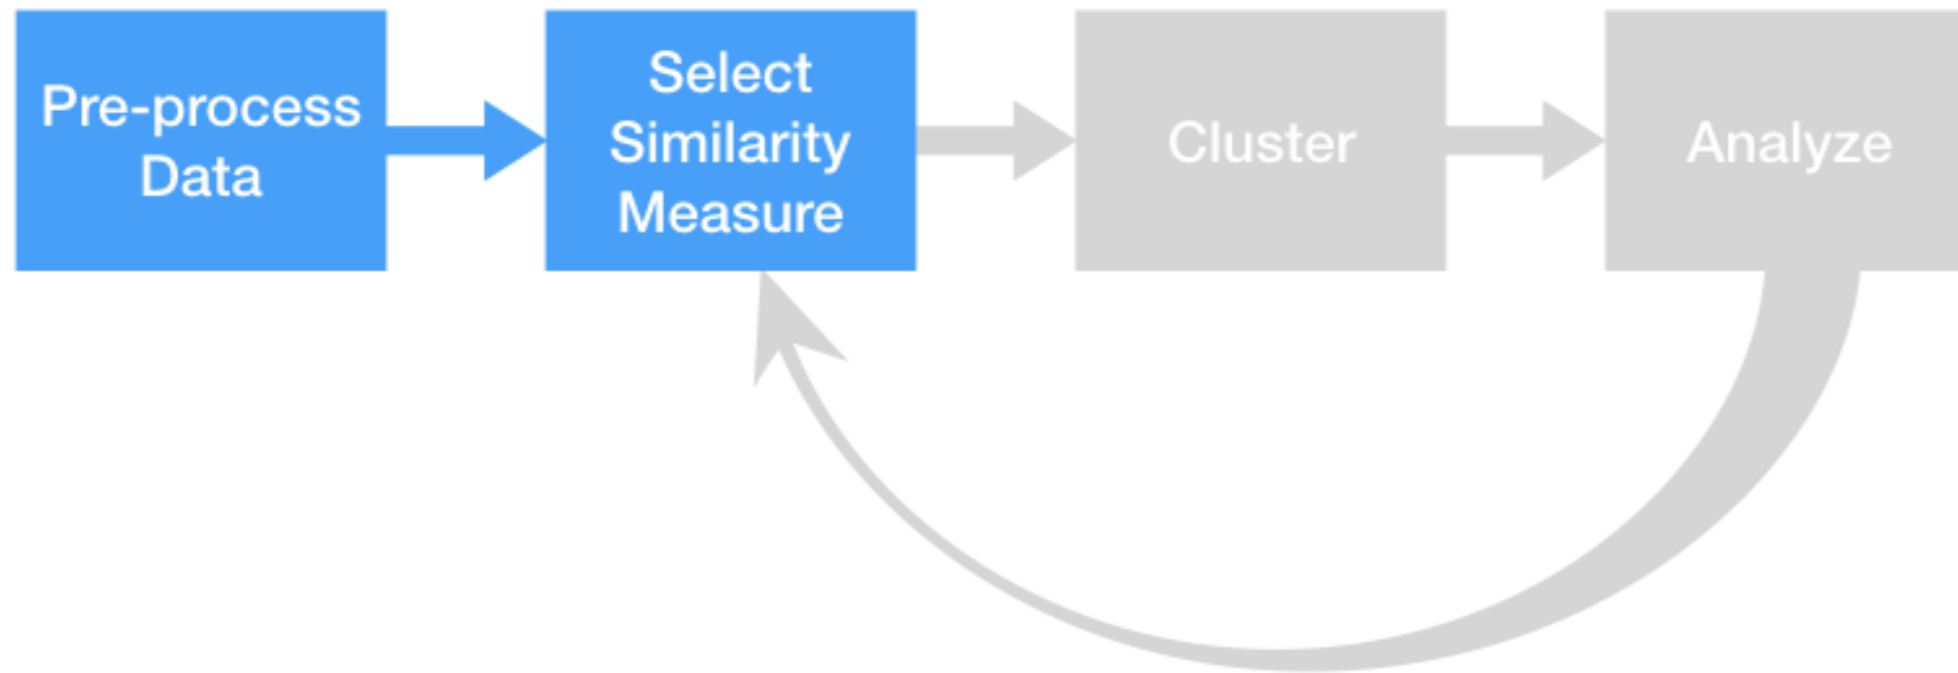 Pre-process
Data
Select
Similarity
Measure
Cluster
Analyze